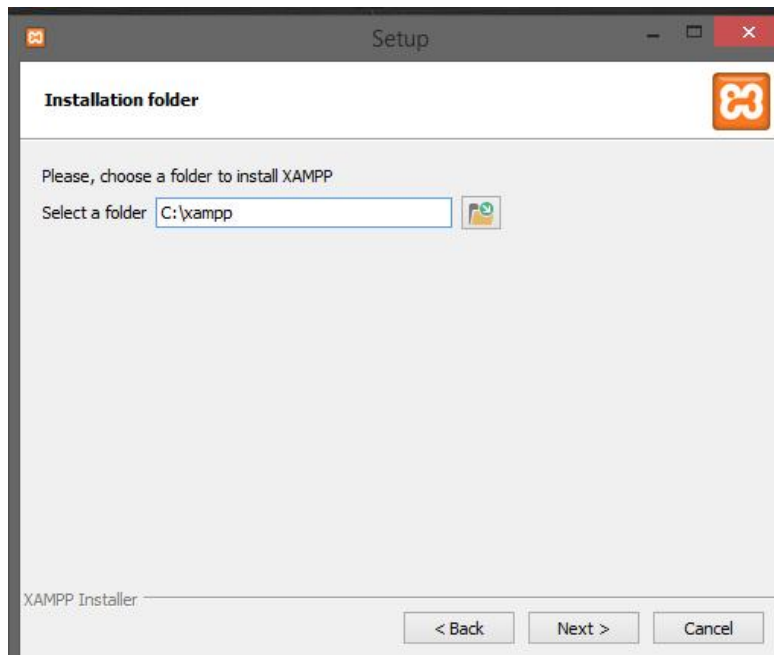 Setup
Installation folder
Please, choose a folder to install XAMPP
Select a folder C:\xampp
XAMPP Installer
< Back Next > Cancel